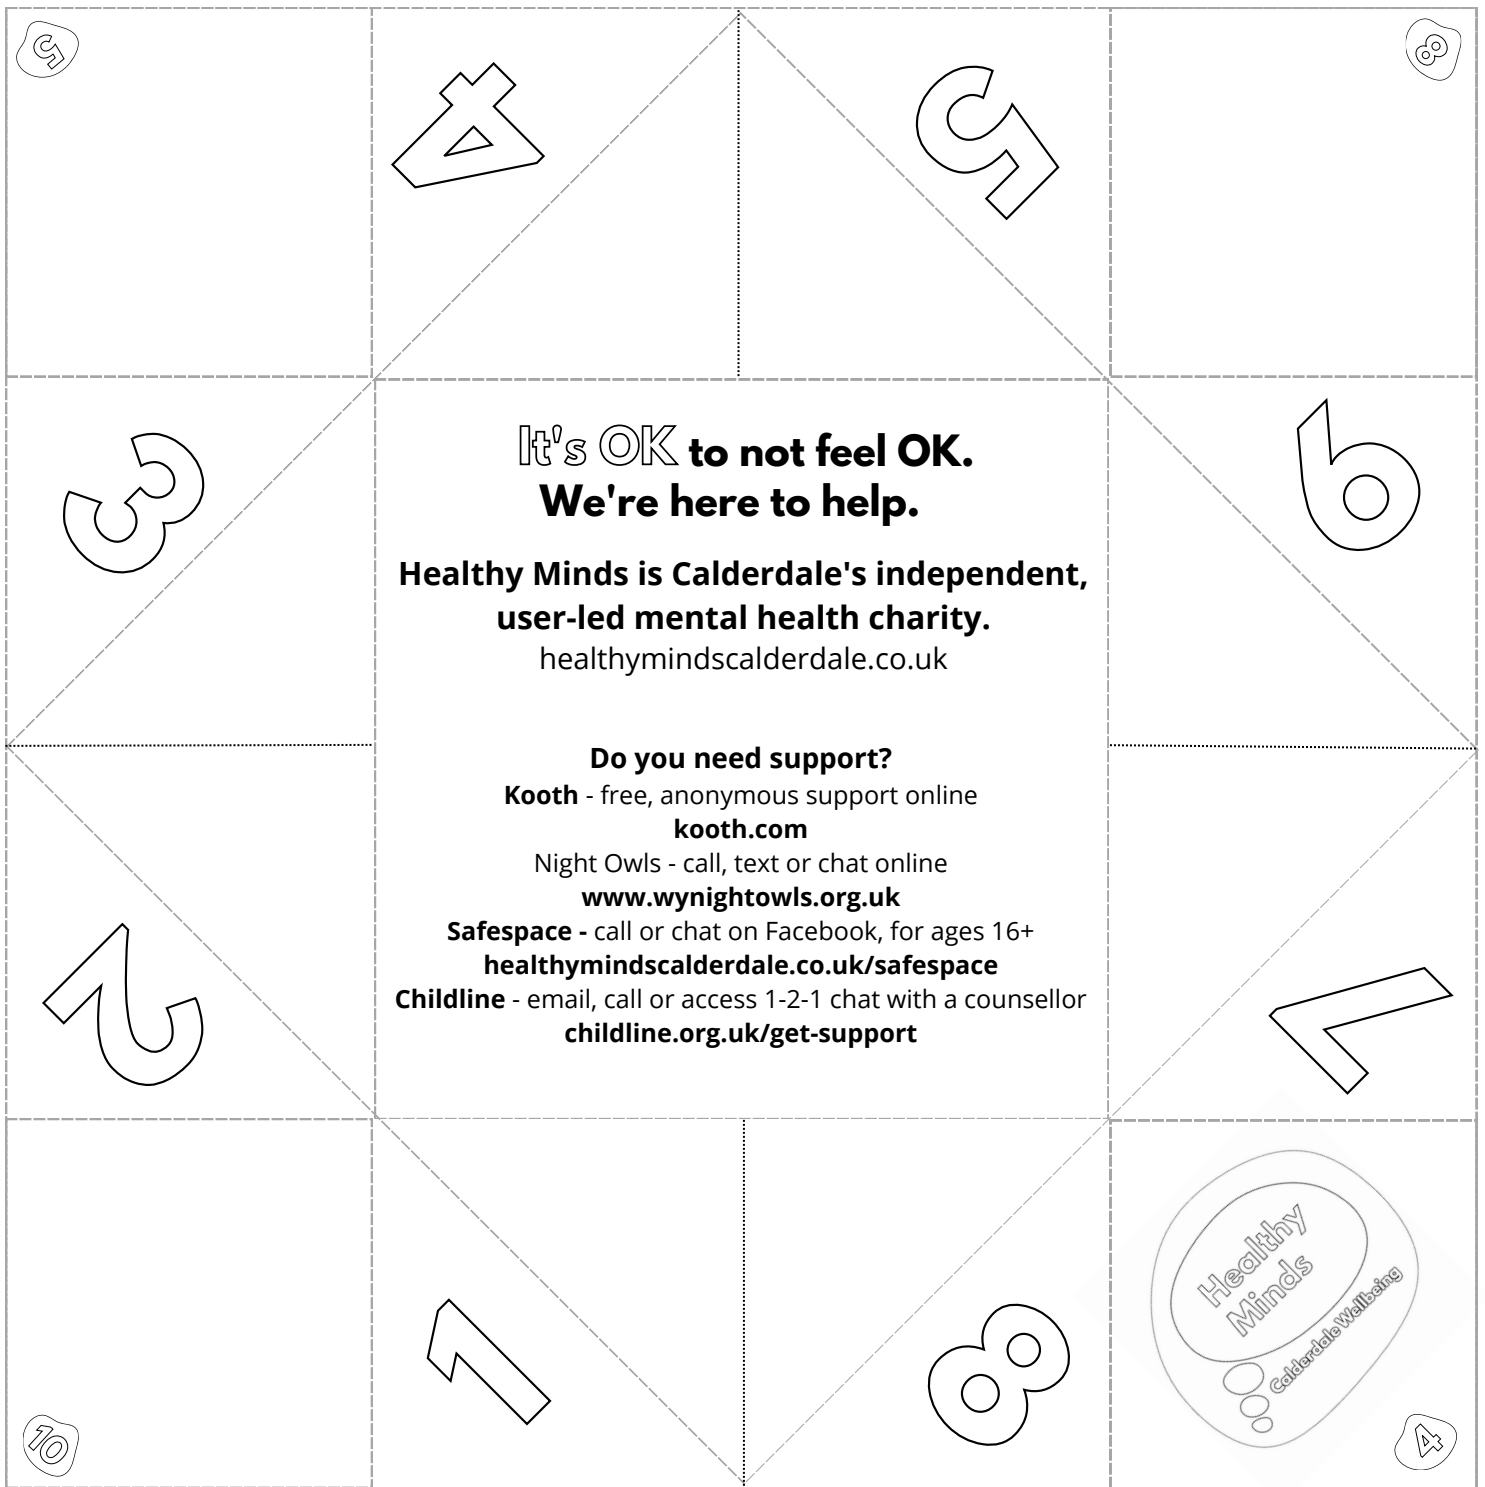 5
8
4
5
3
6
It's OK to not feel OK.
We're here to help.
Healthy Minds is Calderdale's independent,
user-led mental health charity.
healthymindscalderdale.co.uk
Do you need support?
Kooth - free, anonymous support online
kooth.com
Night Owls - call, text or chat online
www.wynightowls.org.uk
Safespace - call or chat on Facebook, for ages 16+
healthymindscalderdale.co.uk/safespace
Childline - email, call or access 1-2-1 chat with a counsellor
childline.org.uk/get-support
2
7
1
8
Healthy
Minds
Calderdale Wellbeing
10
4